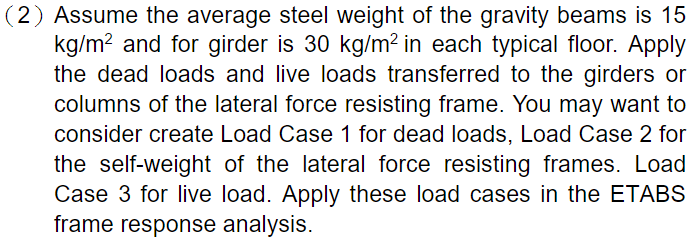 （2）Assume the average steel weight of the gravity beams is 15
kg/m² and for girder is 30 kg/m² in each typical floor. Apply
the dead loads and live loads transferred to the girders or
columns of the lateral force resisting frame. You may want to
consider create Load Case 1 for dead loads, Load Case 2 for
the self-weight of the lateral force resisting frames. Load
Case 3 for live load. Apply these load cases in the ETABS
frame response analysis.